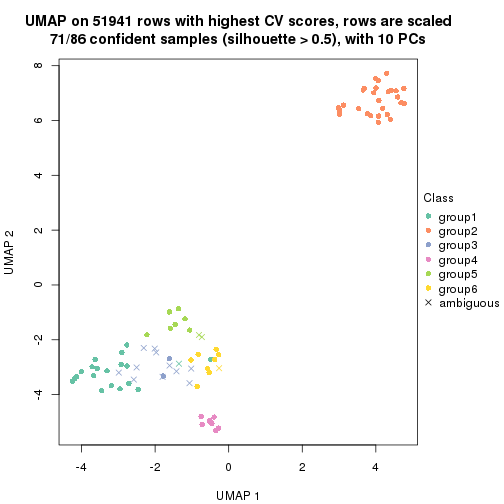 UMAP on 51941 rows with highest CV scores, rows are scaled
71/86 confident samples (silhouette > 0.5), with 10 PCs
8
6
4
2
0
-2
-4
UMAP 2
-4
-2
0
2
4
UMAP 1
Class
group1
group2
group3
group4
group5
group6
ambiguous